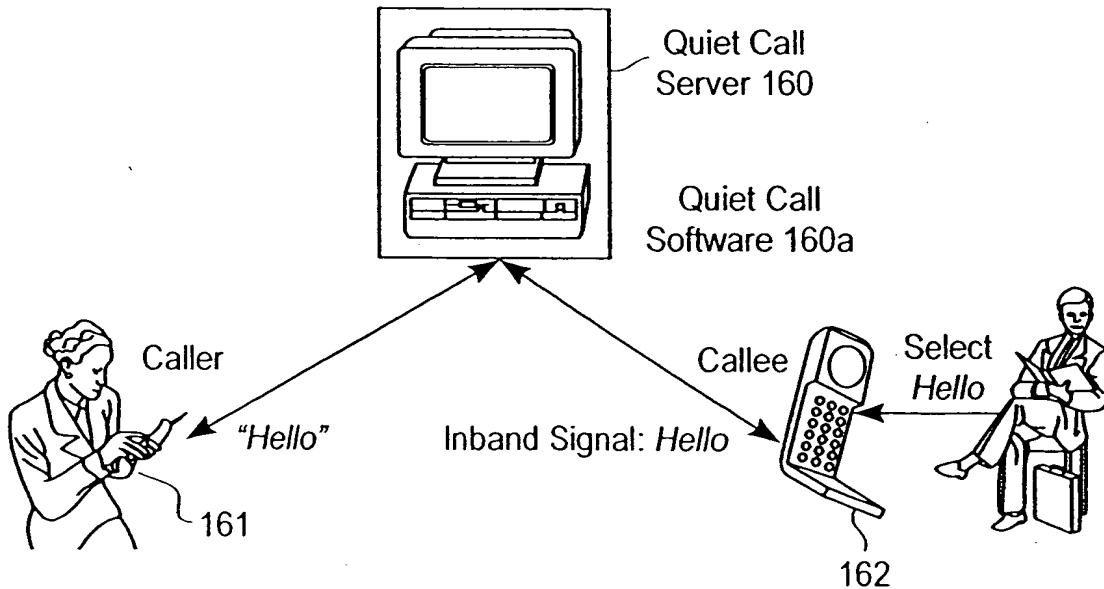 Quiet Call
Server 160
Quiet Call
Software 160a
Caller
"Hello"
161
Callee
Inband Signal: Hello
Select
Hello
162